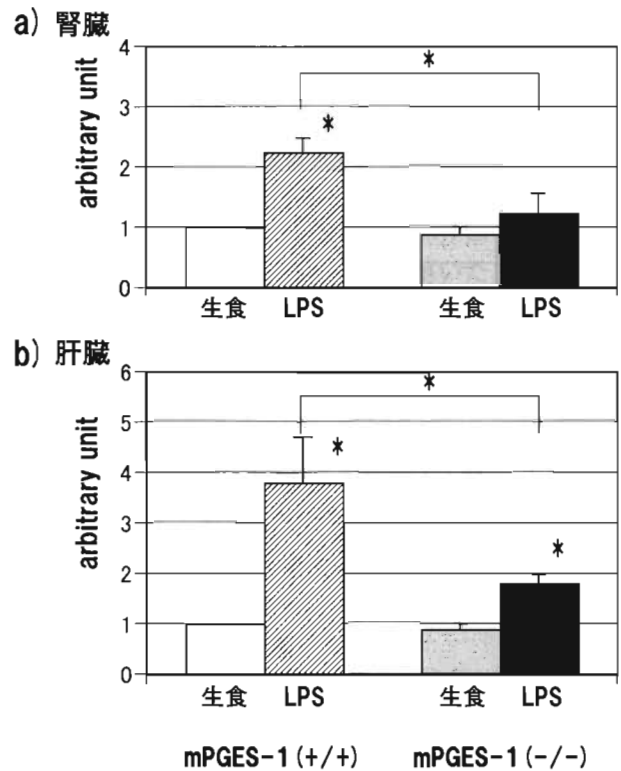 a) 腎臓
arbitrary unit
4
3
2
1
0
*
*
生食 LPS 生食 LPS
b) 肝臓
arbitrary unit
6
5
4
3
2
1
0
*
*
*
生食 LPS 生食 LPS
mPGES-1(+/+) mPGES-1(-/-)